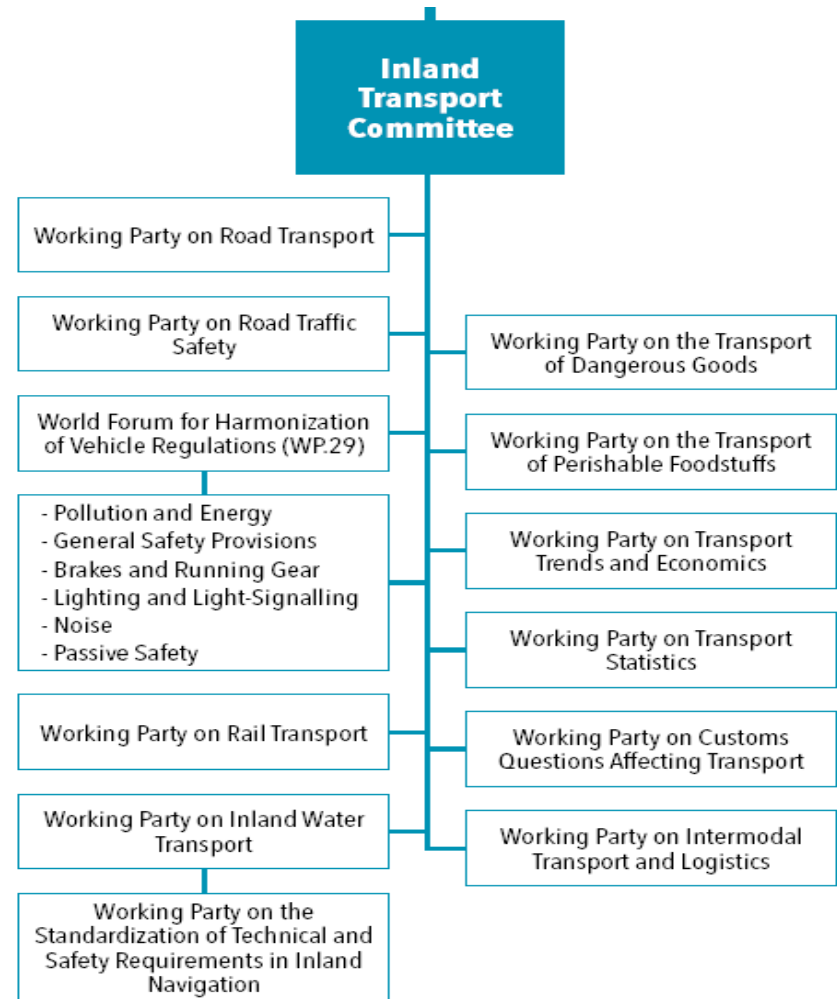 Inland
Transport
Committee
Working Party on Road Transport
Working Party on Road Traffic
Safety
World Forum for Harmonization
of Vehicle Regulations (WP.29)
- Pollution and Energy
- General Safety Provisions
- Brakes and Running Gear
- Lighting and Light-Signalling
- Noise
- Passive Safety
Working Party on Rail Transport
Working Party on Inland Water
Transport
Working Party on the
Standardization of Technical and
Safety Requirements in Inland
Navigation
Working Party on the Transport
of Dangerous Goods
Working Party on the Transport
of Perishable Foodstuffs
Working Party on Transport
Trends and Economics
Working Party on Transport
Statistics
Working Party on Customs
Questions Affecting Transport
Working Party on Intermodal
Transport and Logistics